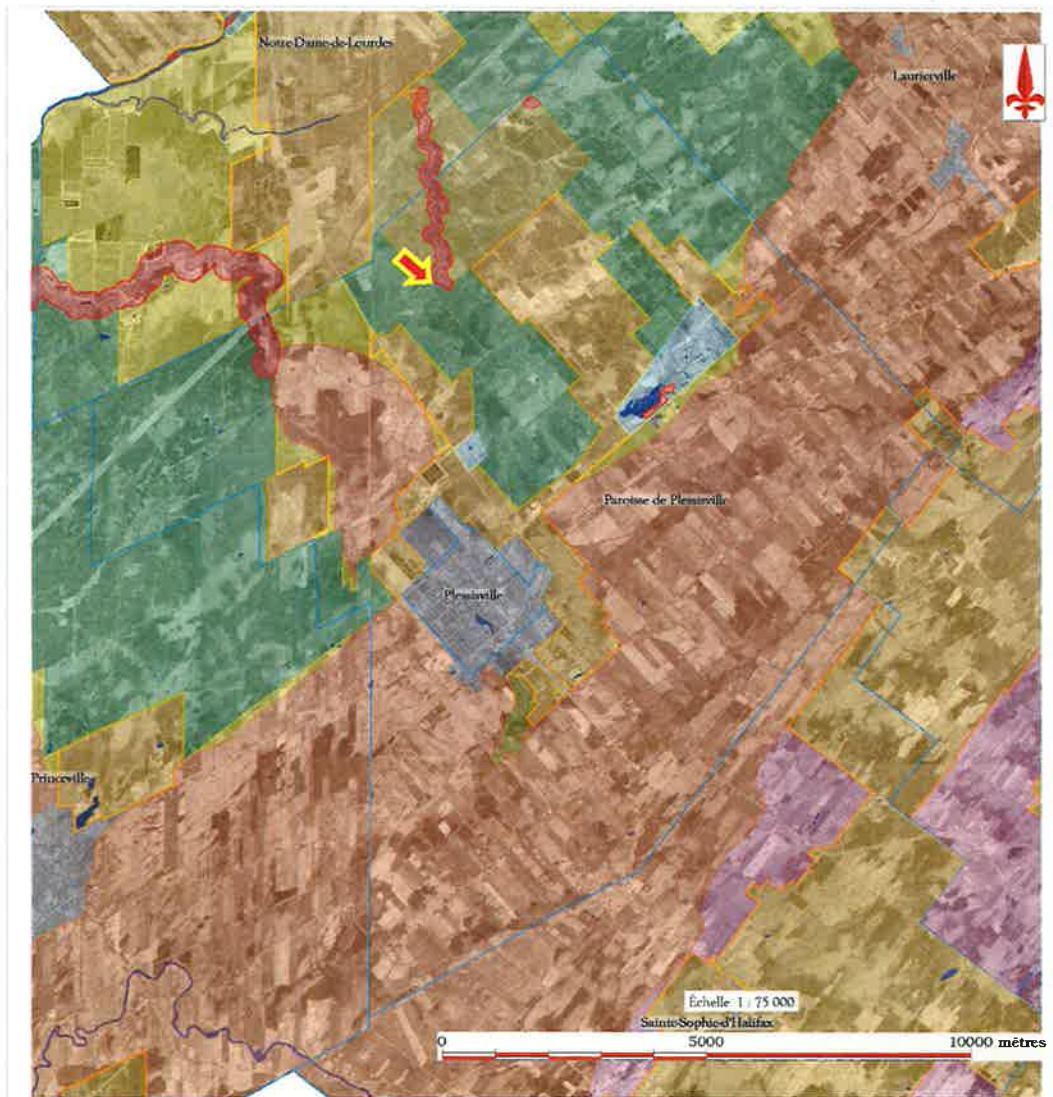 Notre-Dame-de-Lourdes
Laurierville
Paroisse de Plessisville
Plessisville
Princeville
Échelle 1 : 75 000
Sainte-Sophie-d'Halifax
0 5000 10000 mètres